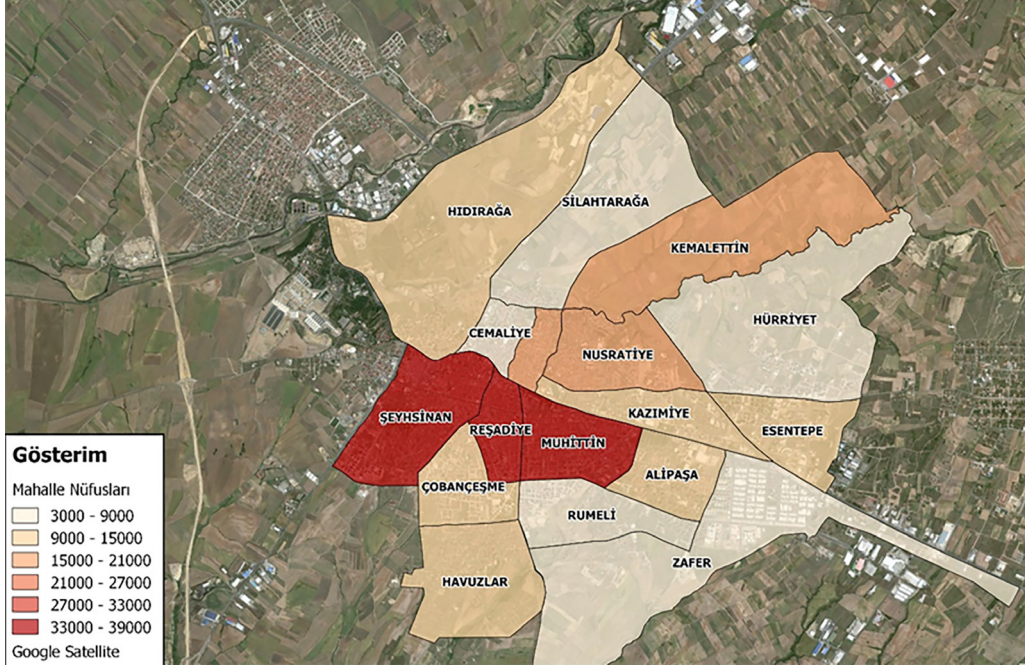 HIDIRAĞA
SİLAHTARAĞA
KEMALETTİN
HÜRRİYET
CEMALİYE
NUSRATİYE
ŞEYHSİNAN
REŞADİYE
MUHİTTİN
KAZIMİYE
ESENTEPE
ÇOBANÇEŞME
ALİPAŞA
RUMELİ
ZAFER
HAVUZLAR
Gösterim
Mahalle Nüfusları
3000 - 9000
9000 - 15000
15000 - 21000
21000 - 27000
27000 - 33000
33000 - 39000
Google Satellite